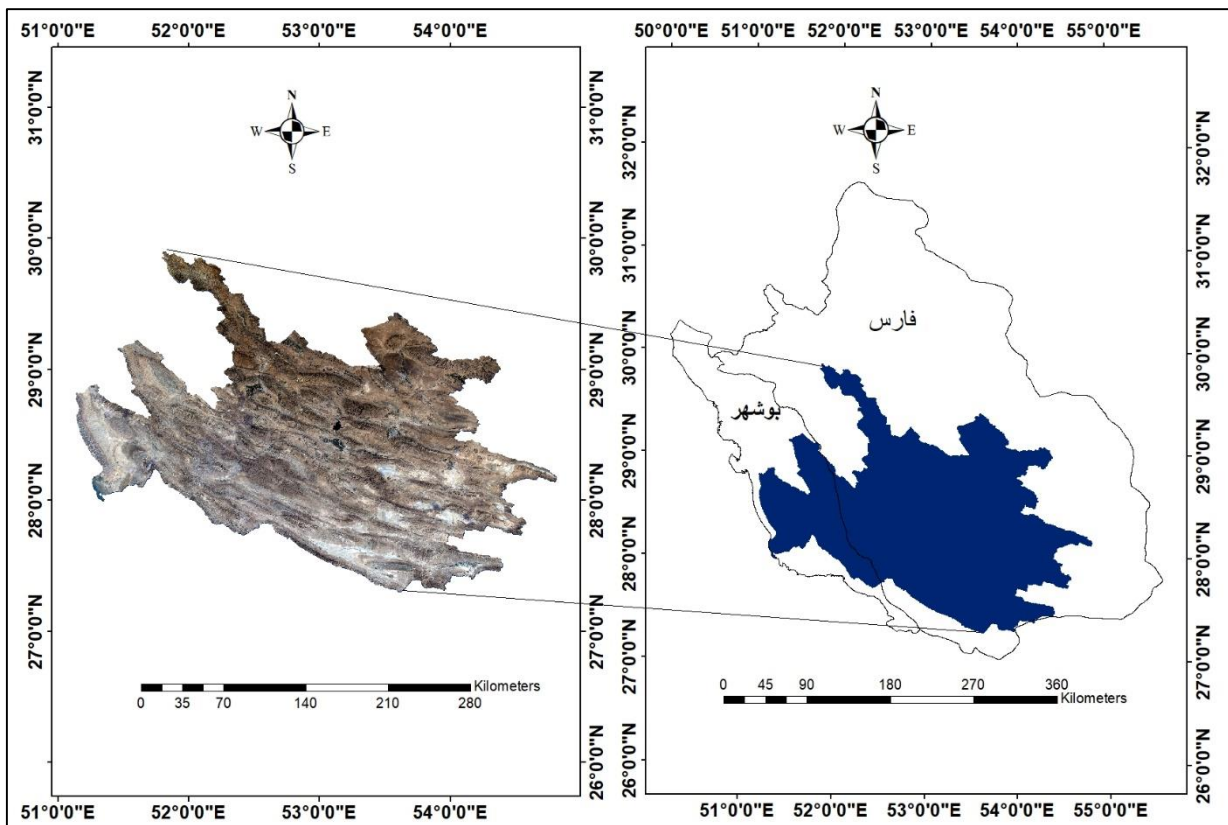 51°0'0"E 52°0'0"E 53°0'0"E 54°0'0"E
50°0'0"E 51°0'0"E 52°0'0"E 53°0'0"E 54°0'0"E 55°0'0"E
31°0'0"N
30°0'0"N
29°0'0"N
28°0'0"N
27°0'0"N
26°0'0"N
N
W E
S
31°0'0"N
30°0'0"N
29°0'0"N
28°0'0"N
27°0'0"N
26°0'0"N
Kilometers
0 35 70 140 210 280
51°0'0"E 52°0'0"E 53°0'0"E 54°0'0"E
32°0'0"N
31°0'0"N
30°0'0"N
29°0'0"N
28°0'0"N
27°0'0"N
26°0'0"N
N
W E
S
فارس
بوشهر
32°0'0"N
31°0'0"N
30°0'0"N
29°0'0"N
28°0'0"N
27°0'0"N
26°0'0"N
0 45 90 180 270 360
Kilometers
51°0'0"E 52°0'0"E 53°0'0"E 54°0'0"E 55°0'0"E